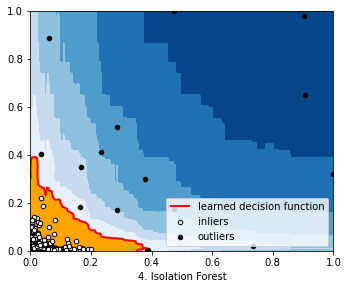 1.0
0.8
0.6
0.4
0.2
0.0
learned decision function
inliers
outliers
0.0 0.2 0.4 0.6 0.8 1.0
4. Isolation Forest